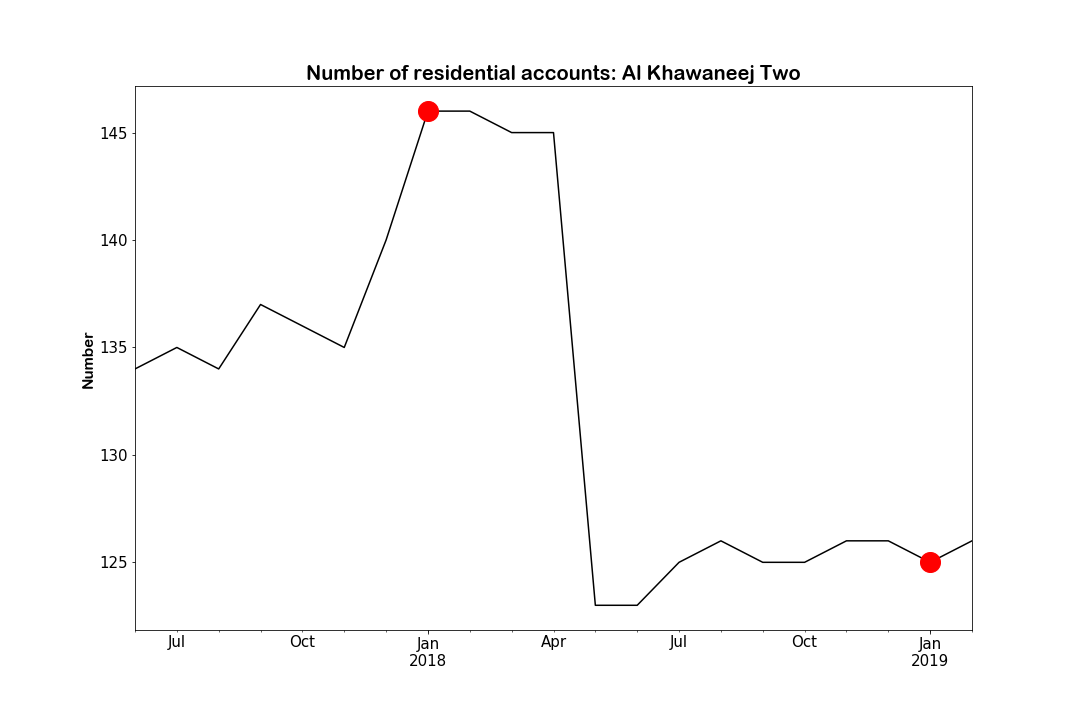 Number of residential accounts: Al Khawaneej Two
Number
145
140
135
130
125
Jul
Oct
Jan
2018
Apr
Jul
Oct
Jan
2019